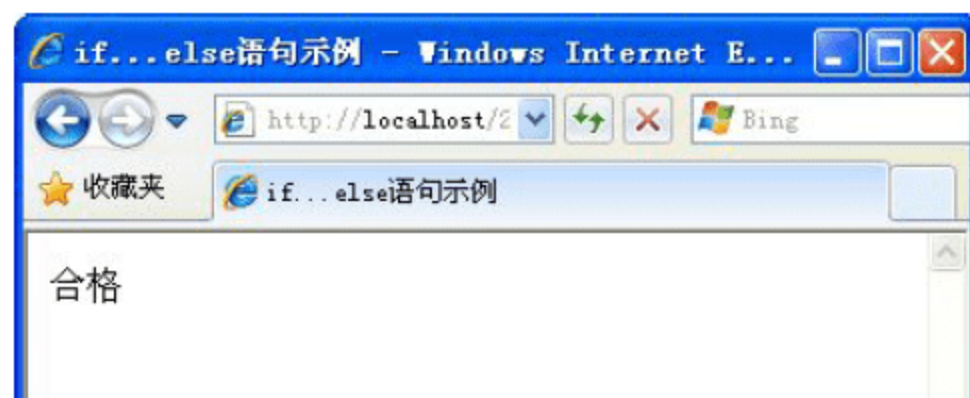 if...else语句示例 - Windows Internet E...
http://localhost/2
Bing
收藏夹
if...else语句示例
合格